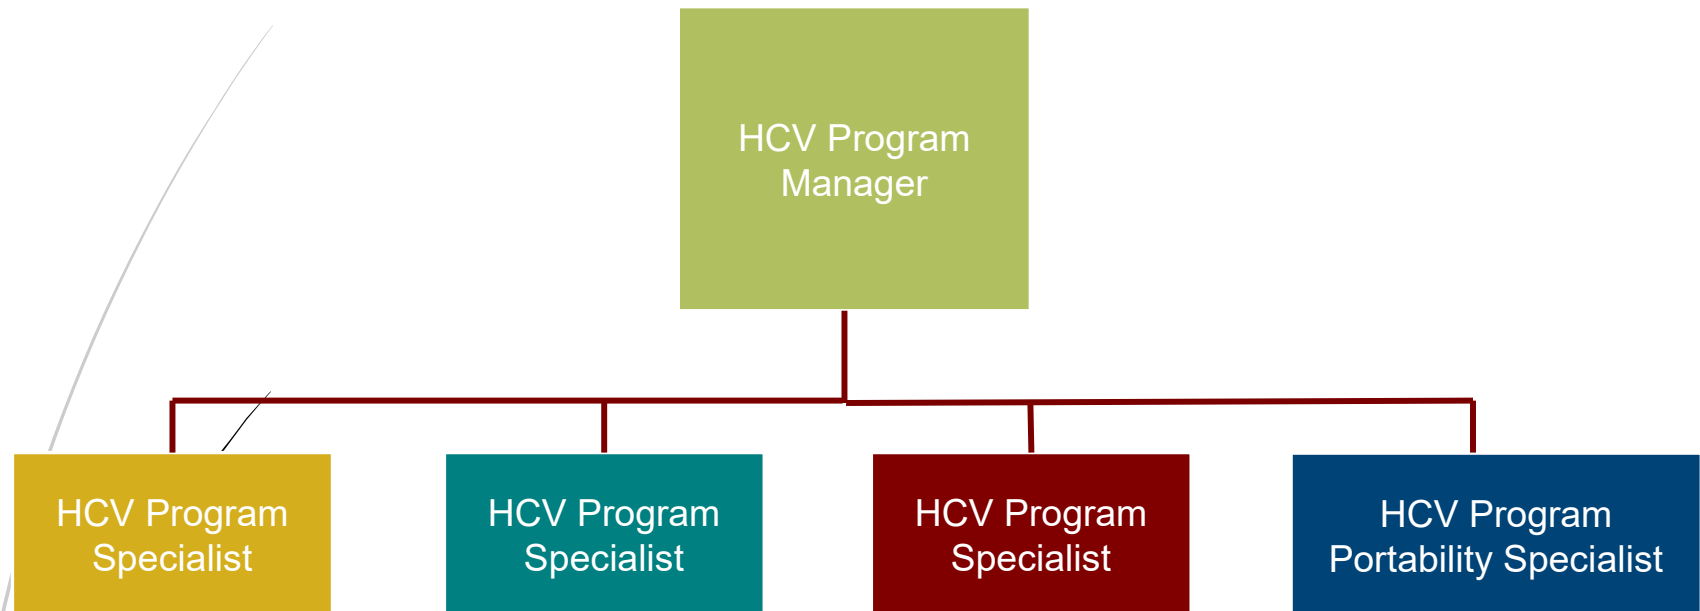 HCV Program
Manager
HCV Program
Specialist
HCV Program
Specialist
HCV Program
Specialist
HCV Program
Portability Specialist